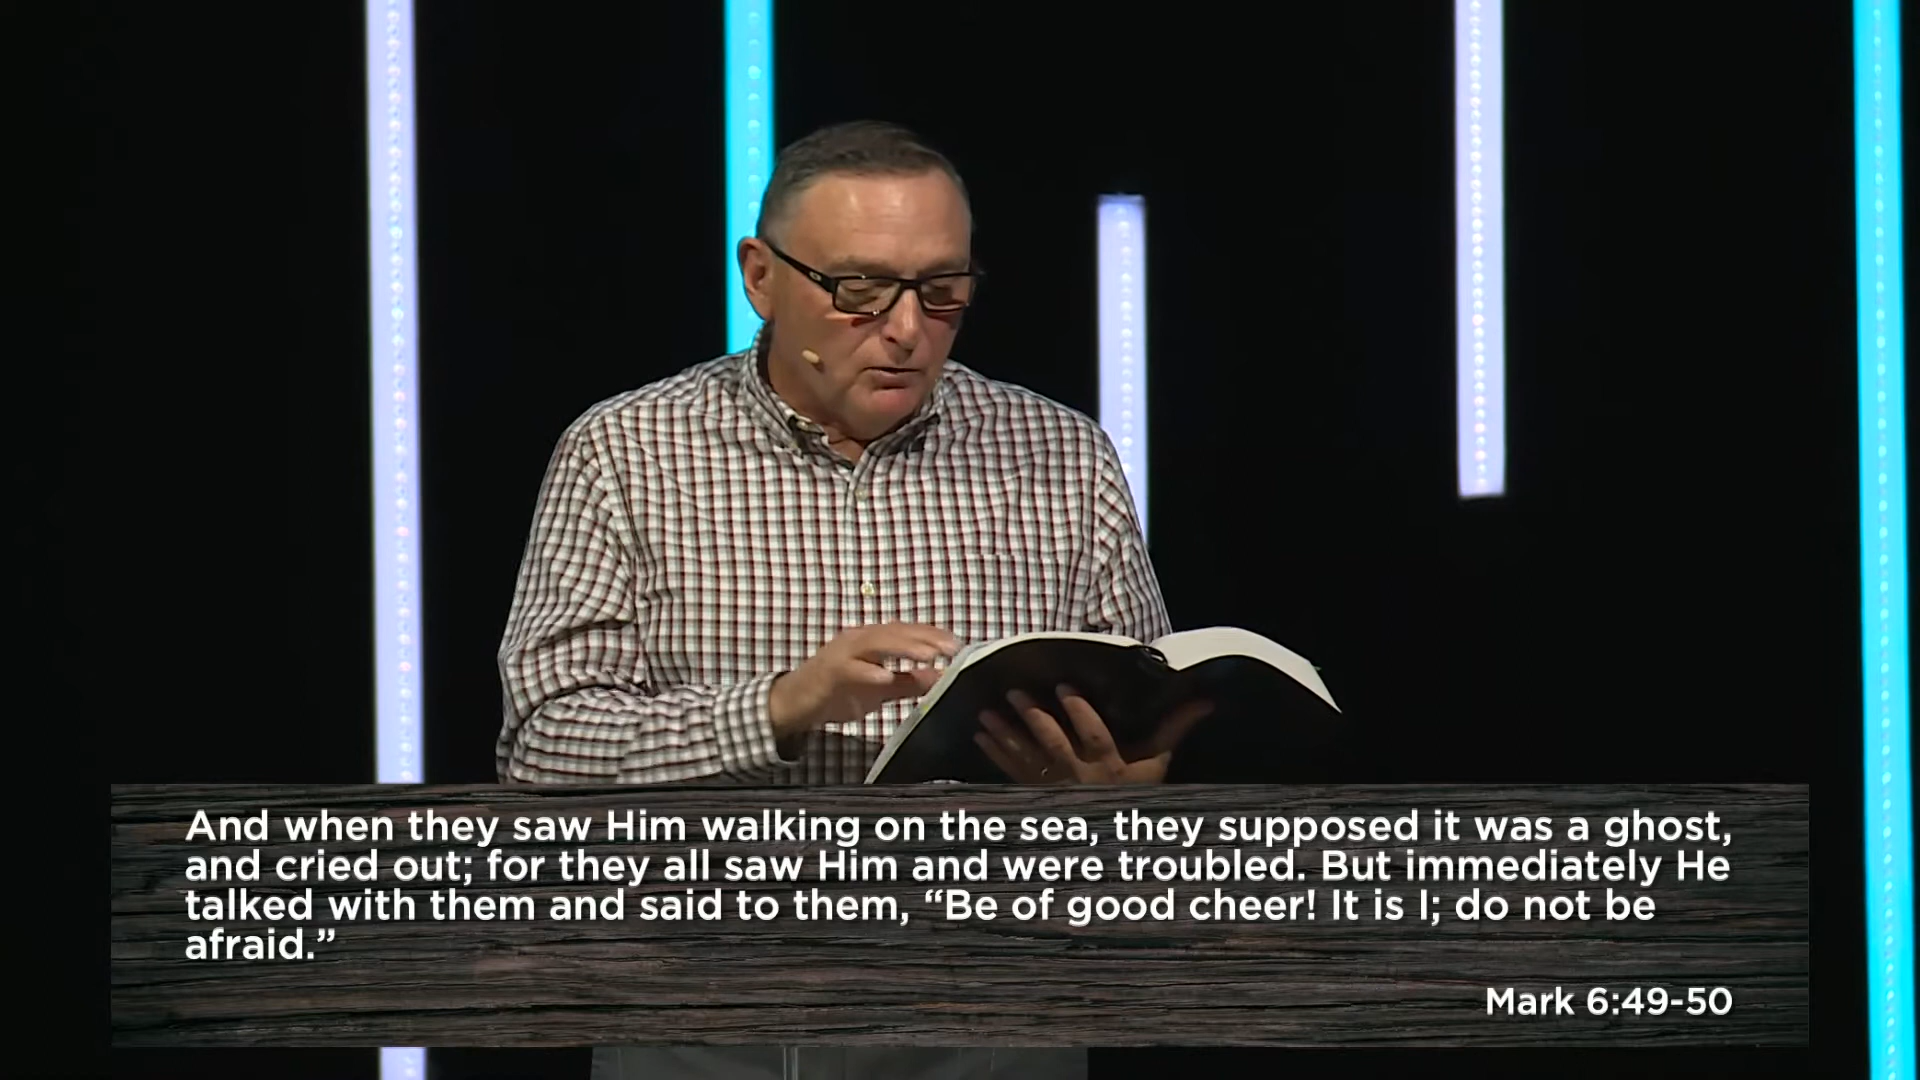 And when they saw Him walking on the sea, they supposed it was a ghost,
and cried out; for they all saw Him and were troubled. But immediately He
talked with them and said to them, “Be of good cheer! It is I; do not be
afraid.”
Mark 6:49-50